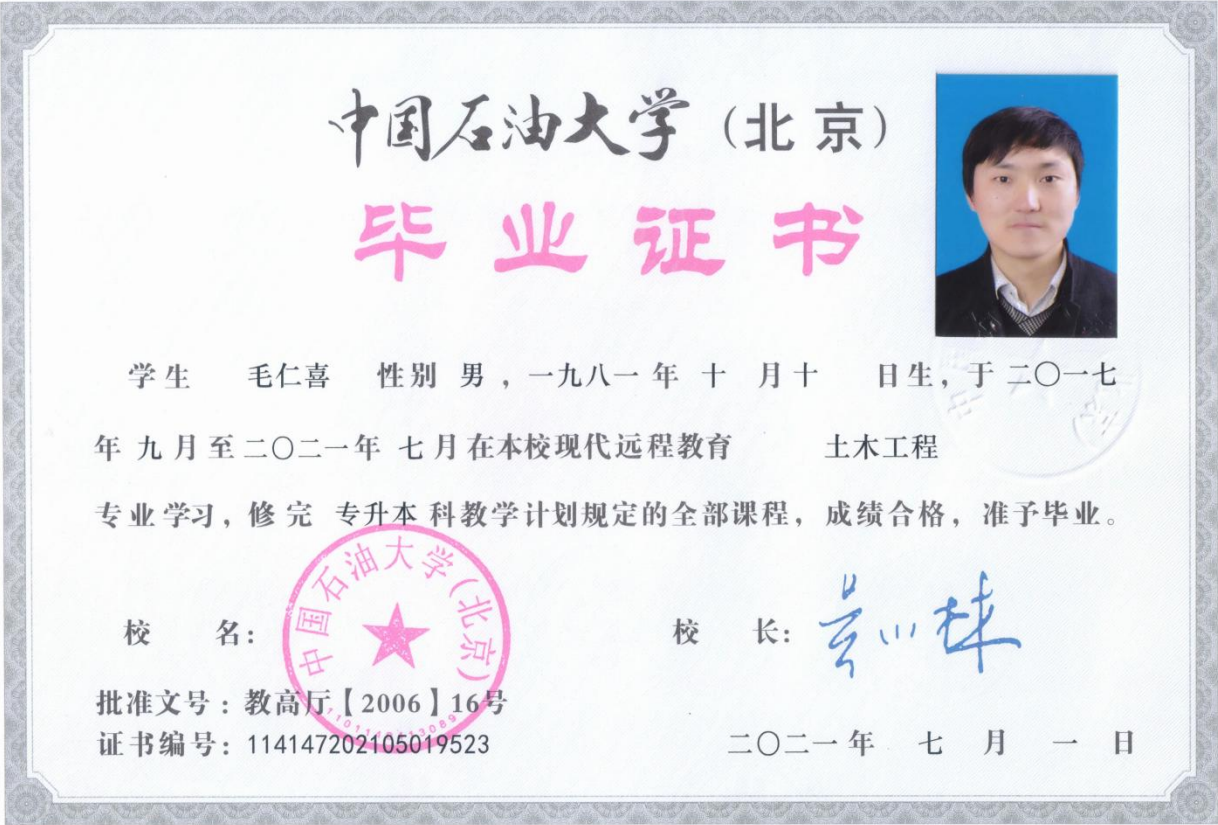 中国石油大学（北京）
毕业证书
学生 毛仁喜 性别 男，一九八一年 十 月十 日生，于二〇一七
年 九 月至二〇二一年 七 月在本校现代远程教育 土木工程
专业学习，修完 专升本 科教学计划规定的全部课程，成绩合格，准予毕业。
中国石油大学(北京)
校 名：
校 长：
批准文号：教高厅【2006】16号
证书编号：114147202105019523
二〇二一年 七 月 一 日